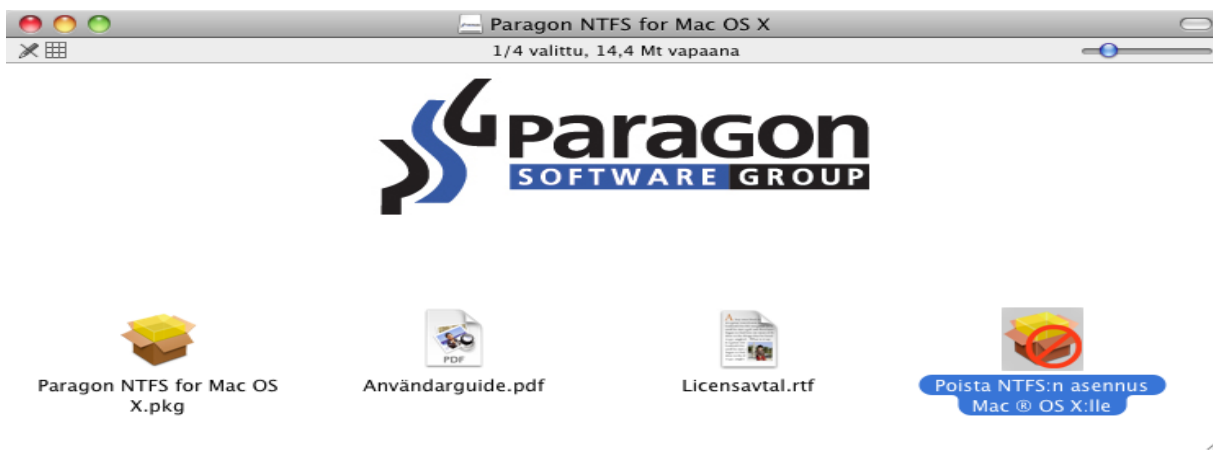 Paragon NTFS for Mac OS X
1/4 valittu, 14,4 Mt vapaana
Paragon
SOFTWARE GROUP
PDF
Paragon NTFS for Mac OS
X.pkg
Användarguide.pdf
Licensavtal.rtf
Poista NTFS:n asennus
Mac ® OS X:lle